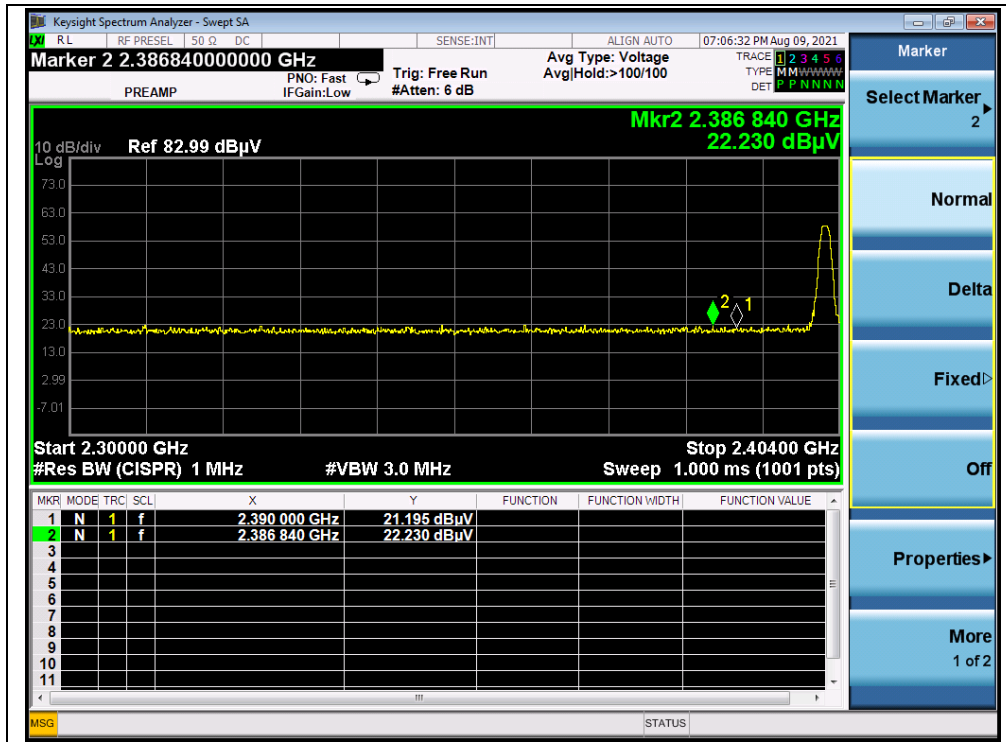 Keysight Spectrum Analyzer - Swept SA
LXI RL RF PRESEL 50 Ω DC SENSE:INT ALIGN AUTO 07:06:32 PM Aug 09, 2021
Marker 2 2.386840000000 GHz
PREAMP
PNO: Fast
IFGain:Low
Trig: Free Run
#Atten: 6 dB
Avg Type: Voltage
Avg|Hold:>100/100
TRACE 1 2 3 4 5 6
TYPE M M W W W W
DET P P N N N N
Mkr2 2.386 840 GHz
22.230 dBµV
10 dB/div Ref 82.99 dBµV
Log
73.0
63.0
53.0
43.0
33.0
23.0
13.0
2.99
-7.01
2 1
Start 2.30000 GHz Stop 2.40400 GHz
#Res BW (CISPR) 1 MHz #VBW 3.0 MHz Sweep 1.000 ms (1001 pts)
MKR MODE TRC SCL X Y FUNCTION FUNCTION WIDTH FUNCTION VALUE
1 N 1 f 2.390 000 GHz 21.195 dBµV
2 N 1 f 2.386 840 GHz 22.230 dBµV
3
4
5
6
7
8
9
10
11
MSG STATUS
Marker
Select Marker
2
Normal
Delta
Fixed
Off
Properties
More
1 of 2